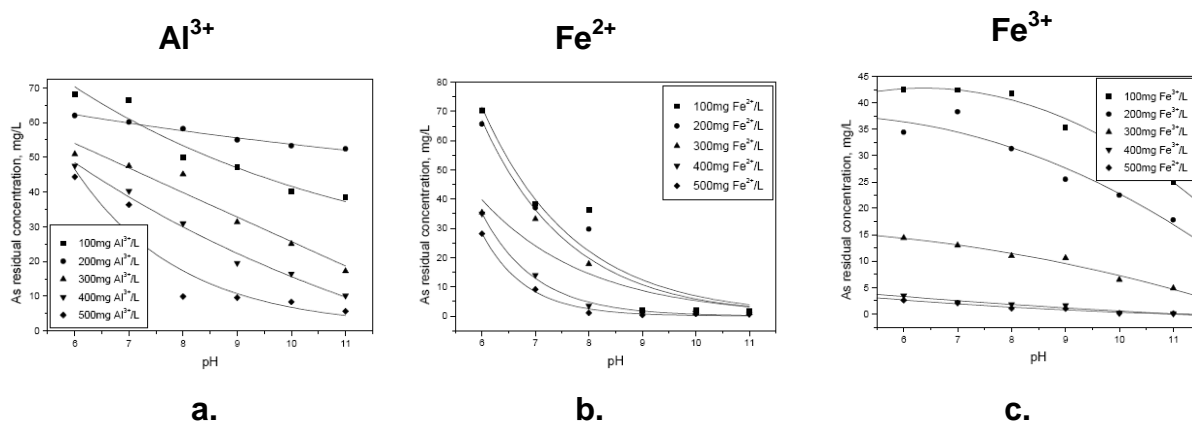 Al³⁺
As residual concentration, mg/L
70
60
50
40
30
20
10
0
100mg Al³⁺/L
200mg Al³⁺/L
300mg Al³⁺/L
400mg Al³⁺/L
500mg Al³⁺/L
6 7 8 9 10 11
pH
a.
Fe²⁺
As residual concentration, mg/L
80
70
60
50
40
30
20
10
0
100mg Fe²⁺/L
200mg Fe²⁺/L
300mg Fe²⁺/L
400mg Fe²⁺/L
500mg Fe²⁺/L
6 7 8 9 10 11
pH
b.
Fe³⁺
As residual concentration, mg/L
45
40
35
30
25
20
15
10
5
0
100mg Fe³⁺/L
200mg Fe³⁺/L
300mg Fe³⁺/L
400mg Fe³⁺/L
500mg Fe²⁺/L
6 7 8 9 10 11
pH
c.